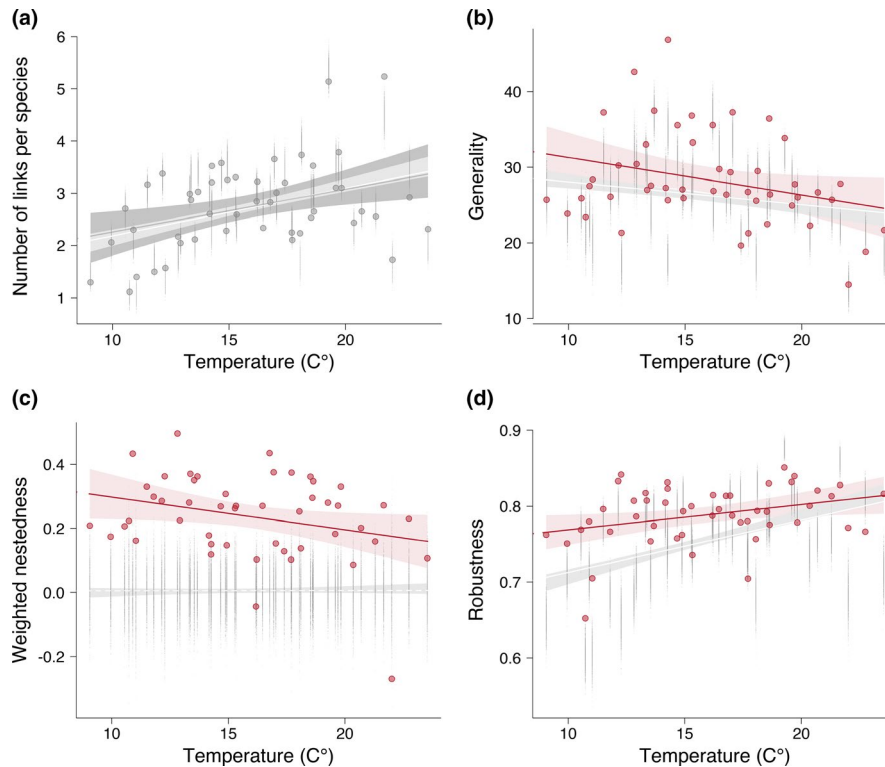 (a)
Number of links per species
6
5
4
3
2
1
10 15 20
Temperature (C°)
(b)
Generality
40
30
20
10
10 15 20
Temperature (C°)
(c)
Weighted nestedness
0.4
0.2
0.0
-0.2
10 15 20
Temperature (C°)
(d)
Robustness
0.9
0.8
0.7
0.6
10 15 20
Temperature (C°)